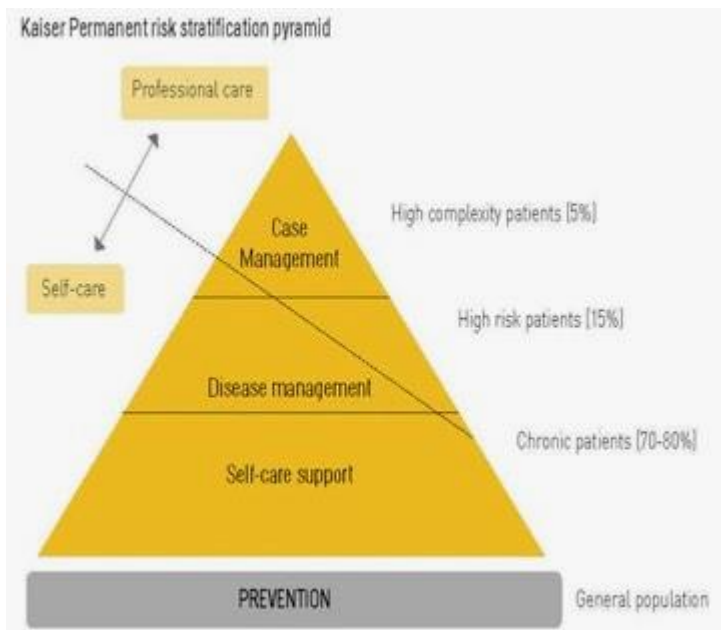 Kaiser Permanent risk stratification pyramid
Professional care
Self-care
Case
Management
High complexity patients [5%]
High risk patients [15%]
Disease management
Chronic patients [70-80%]
Self-care support
PREVENTION
General population